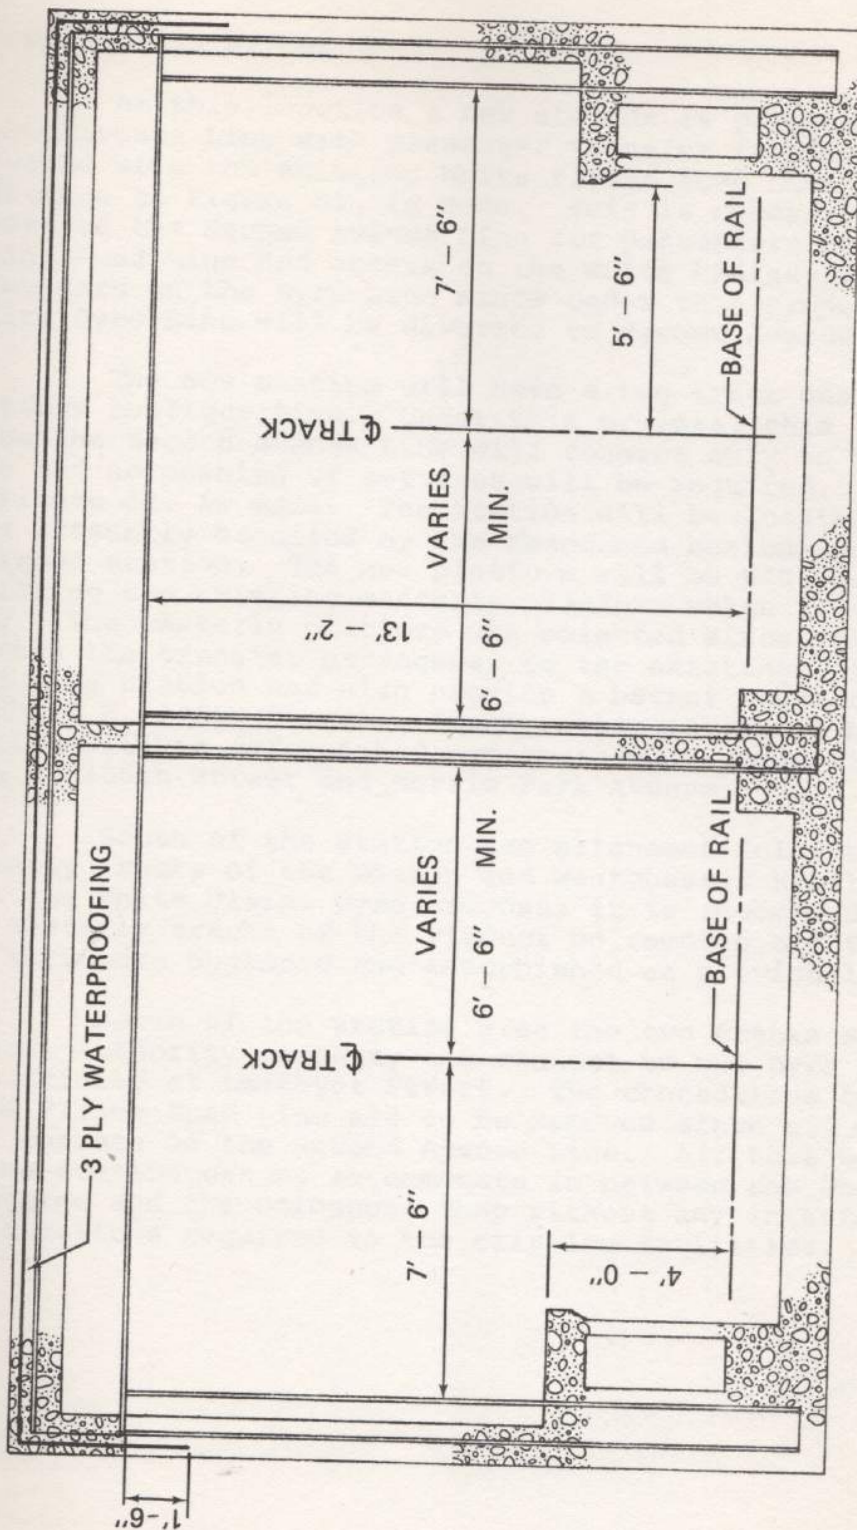 3 PLY WATERPROOFING
1'-6"
℄ TRACK
℄ TRACK
13' – 2"
7' – 6"
VARIES
6' – 6" MIN.
VARIES
6' – 6" MIN.
7' – 6"
4' – 0"
5' – 6"
BASE OF RAIL
BASE OF RAIL